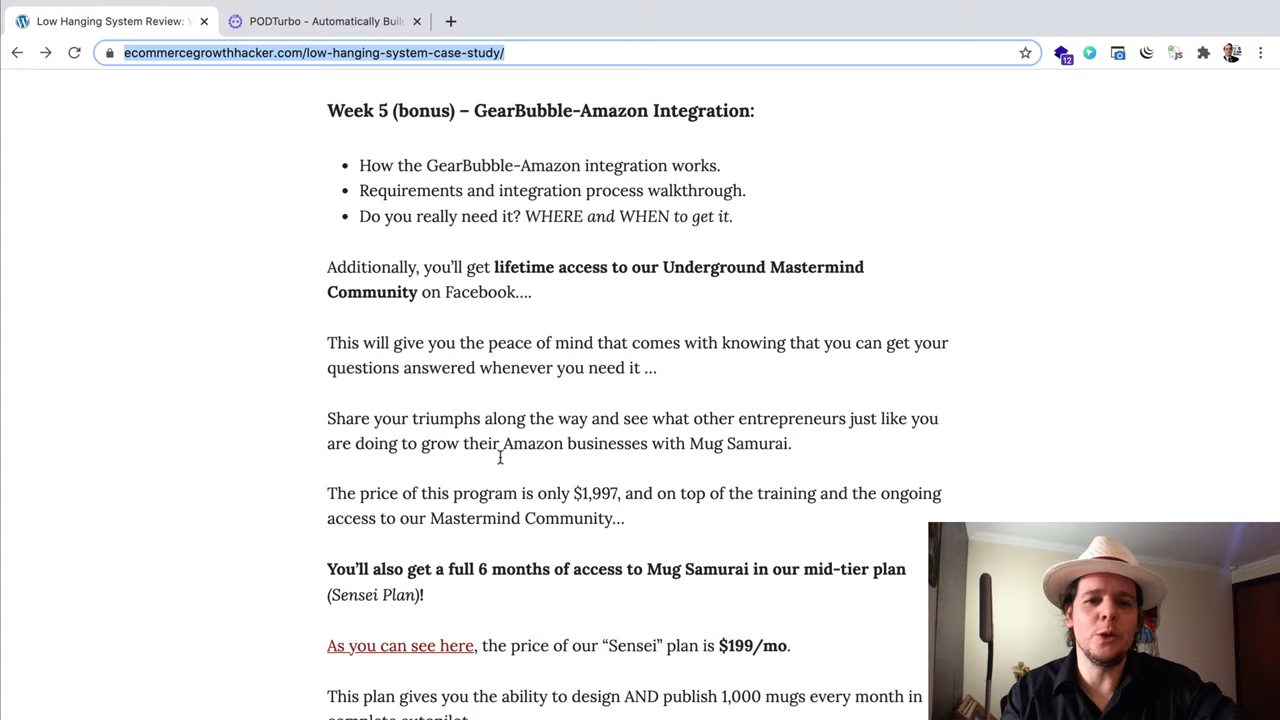 Low Hanging System Review:
PODTurbo - Automatically Buil
ecommercegrowthhacker.com/low-hanging-system-case-study/
12
Week 5 (bonus) – GearBubble-Amazon Integration:
• How the GearBubble-Amazon integration works.
• Requirements and integration process walkthrough.
• Do you really need it? WHERE and WHEN to get it.
Additionally, you’ll get lifetime access to our Underground Mastermind
Community on Facebook….
This will give you the peace of mind that comes with knowing that you can get your
questions answered whenever you need it …
Share your triumphs along the way and see what other entrepreneurs just like you
are doing to grow their Amazon businesses with Mug Samurai.
The price of this program is only $1,997, and on top of the training and the ongoing
access to our Mastermind Community…
You’ll also get a full 6 months of access to Mug Samurai in our mid-tier plan
(Sensei Plan)!
As you can see here, the price of our “Sensei” plan is $199/mo.
This plan gives you the ability to design AND publish 1,000 mugs every month in
complete autopilot